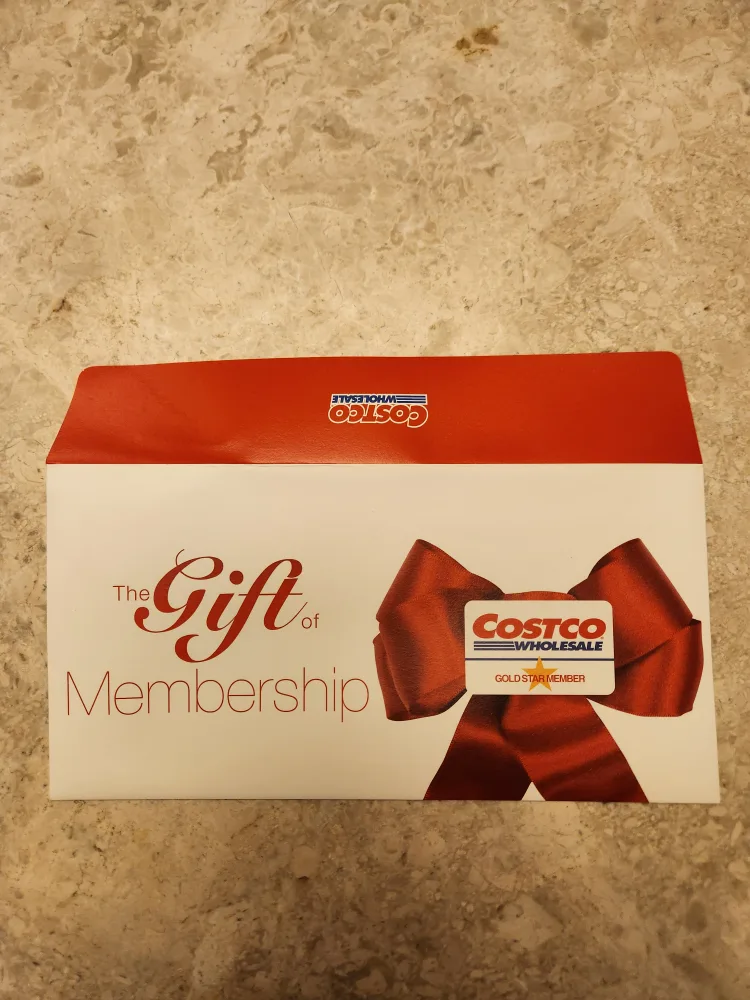 COSTCO
WHOLESALE
The Gift of
Membership
COSTCO
WHOLESALE
GOLD STAR MEMBER